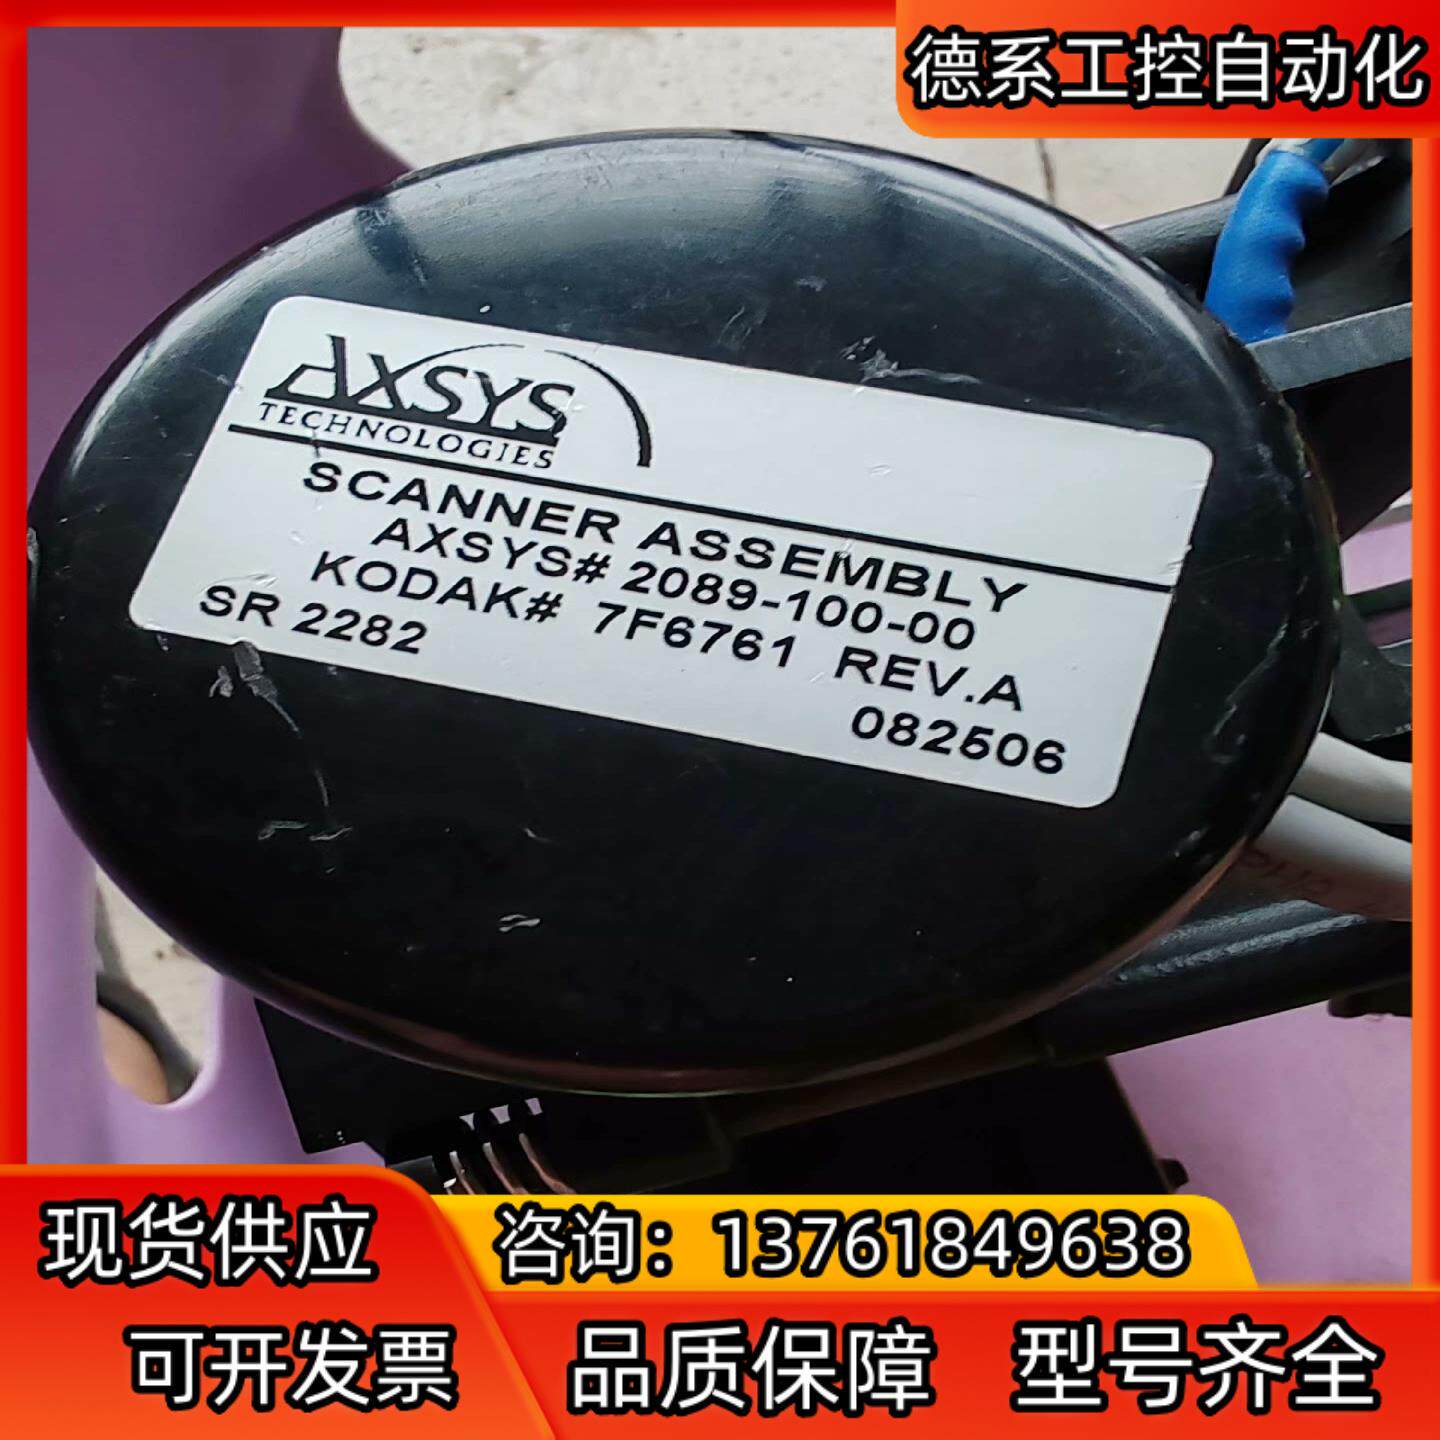 德系工控自动化
AXSYS
TECHNOLOGIES
SCANNER ASSEMBLY
AXSYS# 2089-100-00
KODAK# 7F6761 REV.A
SR 2282
082506
现货供应
咨询：13761849638
可开发票 品质保障 型号齐全